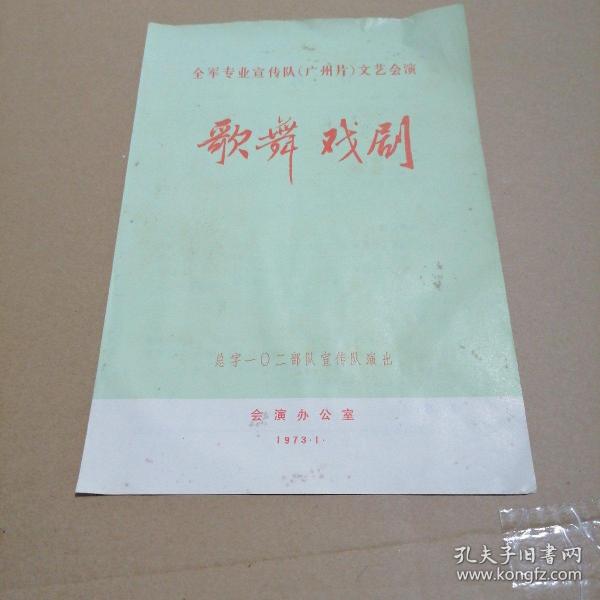 全军专业宣传队(广州片)文艺会演
歌舞 戏剧
总字一〇二部队宣传队演出
会演办公室
1973·1·
孔夫子旧书网
www.kongfz.com